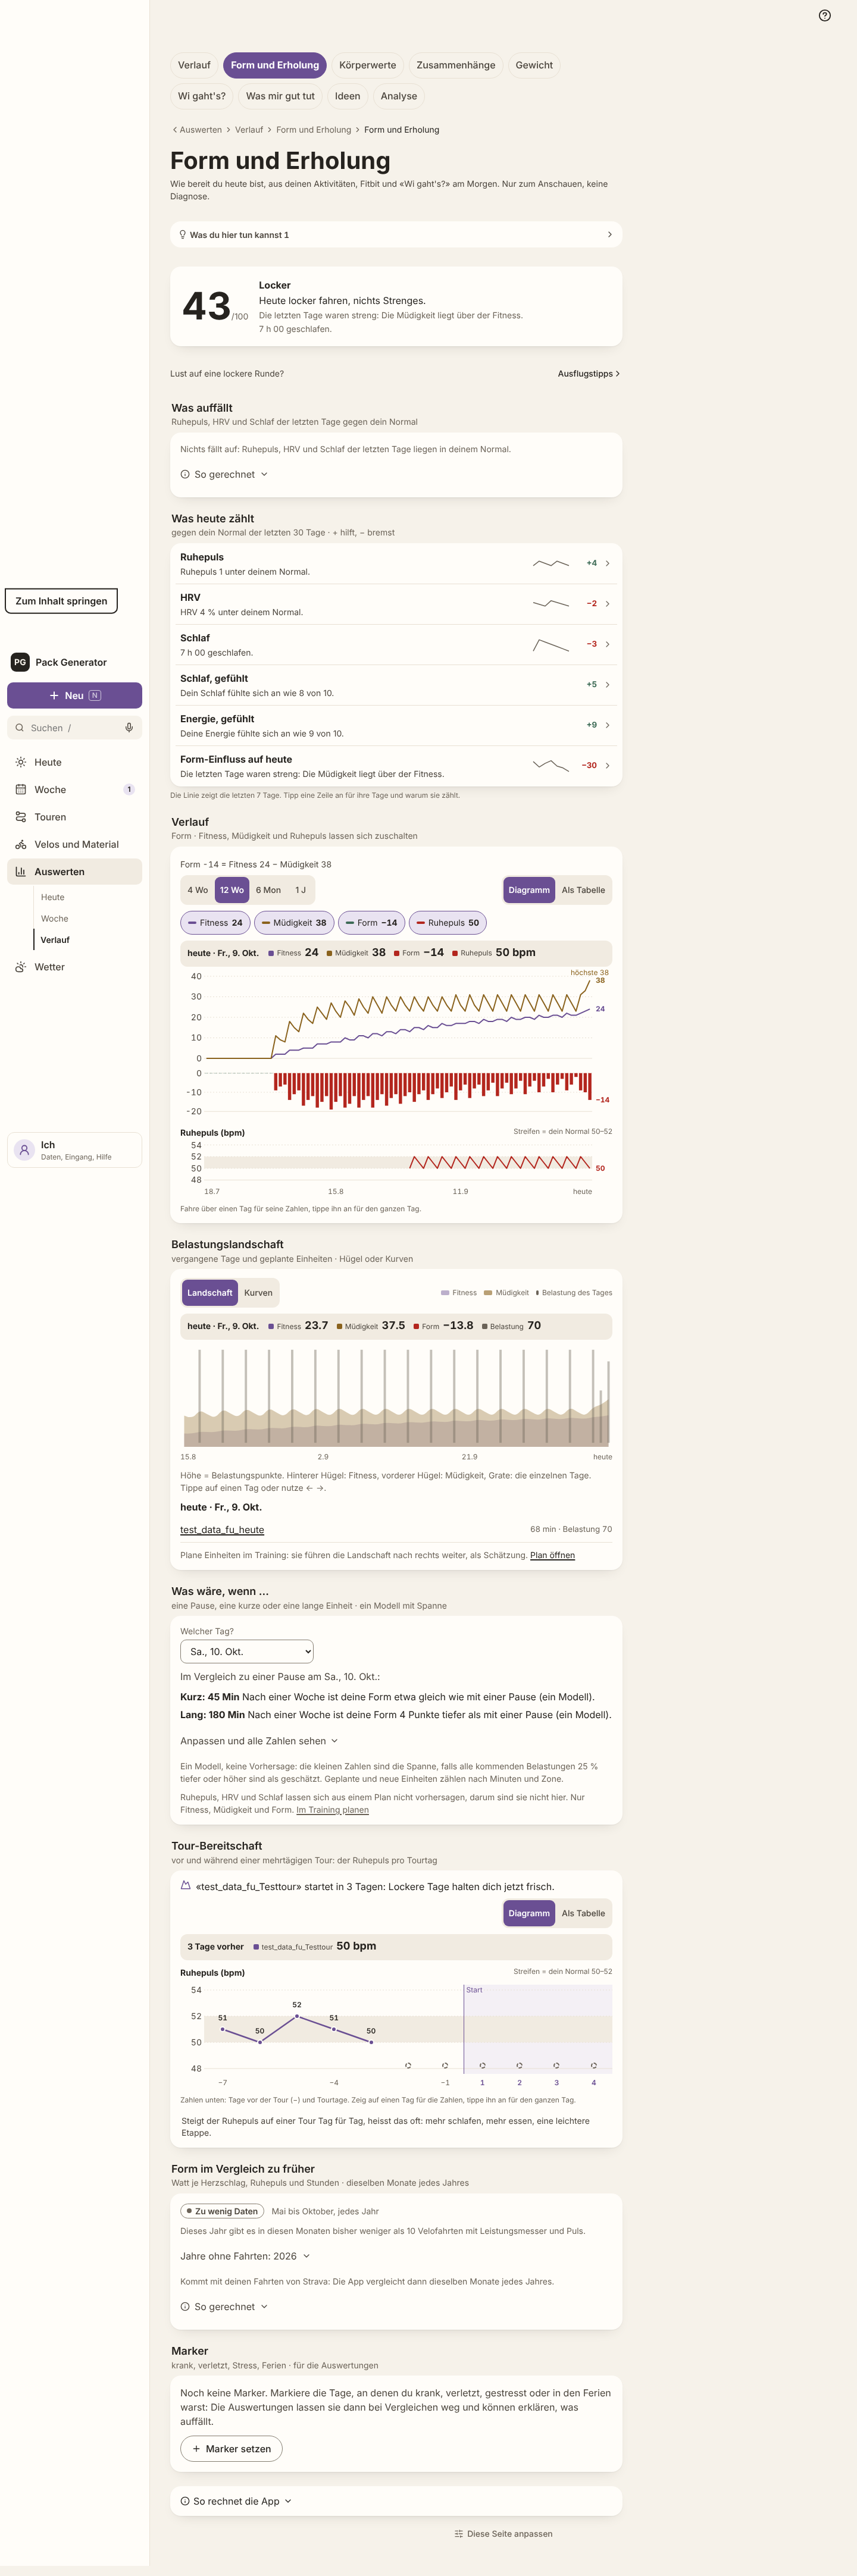 Zum Inhalt springen
PG Pack Generator
Neu N
Suchen /
Heute
Woche 1
Touren
Velos und Material
Auswerten
Heute
Woche
Verlauf
Wetter
Ich
Daten, Eingang, Hilfe
Verlauf Form und Erholung Körperwerte Zusammenhänge Gewicht
Wi gaht's? Was mir gut tut Ideen Analyse
Auswerten Verlauf Form und Erholung Form und Erholung
Form und Erholung
Wie bereit du heute bist, aus deinen Aktivitäten, Fitbit und «Wi gaht's?» am Morgen. Nur zum Anschauen, keine
Diagnose.
Was du hier tun kannst 1
43/100
Locker
Heute locker fahren, nichts Strenges.
Die letzten Tage waren streng: Die Müdigkeit liegt über der Fitness.
7 h 00 geschlafen.
Lust auf eine lockere Runde? Ausflugstipps
Was auffällt
Ruhepuls, HRV und Schlaf der letzten Tage gegen dein Normal
Nichts fällt auf: Ruhepuls, HRV und Schlaf der letzten Tage liegen in deinem Normal.
So gerechnet
Was heute zählt
gegen dein Normal der letzten 30 Tage · + hilft, − bremst
Ruhepuls
Ruhepuls 1 unter deinem Normal. +4
HRV
HRV 4 % unter deinem Normal. −2
Schlaf
7 h 00 geschlafen. −3
Schlaf, gefühlt
Dein Schlaf fühlte sich an wie 8 von 10. +5
Energie, gefühlt
Deine Energie fühlte sich an wie 9 von 10. +9
Form-Einfluss auf heute
Die letzten Tage waren streng: Die Müdigkeit liegt über der Fitness. −30
Die Linie zeigt die letzten 7 Tage. Tipp eine Zeile an für ihre Tage und warum sie zählt.
Verlauf
Form · Fitness, Müdigkeit und Ruhepuls lassen sich zuschalten
Form -14 = Fitness 24 − Müdigkeit 38
4 Wo 12 Wo 6 Mon 1 J Diagramm Als Tabelle
Fitness 24 Müdigkeit 38 Form −14 Ruhepuls 50
heute · Fr., 9. Okt. Fitness 24 Müdigkeit 38 Form −14 Ruhepuls 50 bpm
höchste 38
40
30
20
10
0
38
24
0
-10
-20
−14
Ruhepuls (bpm) Streifen = dein Normal 50–52
54
52
50
48
50
18.7 15.8 11.9 heute
Fahre über einen Tag für seine Zahlen, tippe ihn an für den ganzen Tag.
Belastungslandschaft
vergangene Tage und geplante Einheiten · Hügel oder Kurven
Landschaft Kurven Fitness Müdigkeit Belastung des Tages
heute · Fr., 9. Okt. Fitness 23.7 Müdigkeit 37.5 Form −13.8 Belastung 70
15.8 2.9 21.9 heute
Höhe = Belastungspunkte. Hinterer Hügel: Fitness, vorderer Hügel: Müdigkeit, Grate: die einzelnen Tage.
Tippe auf einen Tag oder nutze ← →.
heute · Fr., 9. Okt.
test_data_fu_heute 68 min · Belastung 70
Plane Einheiten im Training: sie führen die Landschaft nach rechts weiter, als Schätzung. Plan öffnen
Was wäre, wenn …
eine Pause, eine kurze oder eine lange Einheit · ein Modell mit Spanne
Welcher Tag?
Sa., 10. Okt.
Im Vergleich zu einer Pause am Sa., 10. Okt.:
Kurz: 45 Min Nach einer Woche ist deine Form etwa gleich wie mit einer Pause (ein Modell).
Lang: 180 Min Nach einer Woche ist deine Form 4 Punkte tiefer als mit einer Pause (ein Modell).
Anpassen und alle Zahlen sehen
Ein Modell, keine Vorhersage: die kleinen Zahlen sind die Spanne, falls alle kommenden Belastungen 25 %
tiefer oder höher sind als geschätzt. Geplante und neue Einheiten zählen nach Minuten und Zone.
Ruhepuls, HRV und Schlaf lassen sich aus einem Plan nicht vorhersagen, darum sind sie nicht hier. Nur
Fitness, Müdigkeit und Form. Im Training planen
Tour-Bereitschaft
vor und während einer mehrtägigen Tour: der Ruhepuls pro Tourtag
«test_data_fu_Testtour» startet in 3 Tagen: Lockere Tage halten dich jetzt frisch.
Diagramm Als Tabelle
3 Tage vorher test_data_fu_Testtour 50 bpm
Ruhepuls (bpm) Streifen = dein Normal 50–52
54
52
50
48
51 50 52 51 50
Start
−7 −4 −1 1 2 3 4
Zahlen unten: Tage vor der Tour (−) und Tourtage. Zeig auf einen Tag für die Zahlen, tippe ihn an für den ganzen Tag.
Steigt der Ruhepuls auf einer Tour Tag für Tag, heisst das oft: mehr schlafen, mehr essen, eine leichtere
Etappe.
Form im Vergleich zu früher
Watt je Herzschlag, Ruhepuls und Stunden · dieselben Monate jedes Jahres
Zu wenig Daten Mai bis Oktober, jedes Jahr
Dieses Jahr gibt es in diesen Monaten bisher weniger als 10 Velofahrten mit Leistungsmesser und Puls.
Jahre ohne Fahrten: 2026
Kommt mit deinen Fahrten von Strava: Die App vergleicht dann dieselben Monate jedes Jahres.
So gerechnet
Marker
krank, verletzt, Stress, Ferien · für die Auswertungen
Noch keine Marker. Markiere die Tage, an denen du krank, verletzt, gestresst oder in den Ferien
warst: Die Auswertungen lassen sie dann bei Vergleichen weg und können erklären, was
auffällt.
Marker setzen
So rechnet die App
Diese Seite anpassen